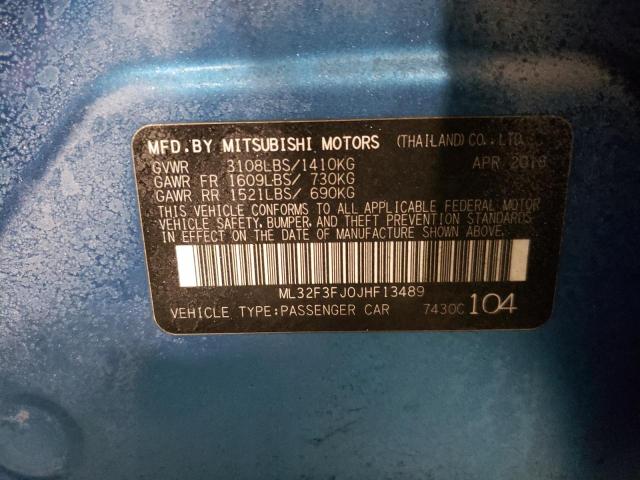 MFD.BY MITSUBISHI MOTORS (THAILAND) CO., LTD.
GVWR 3108LBS/1410KG APR 2018
GAWR FR 1609LBS/ 730KG
GAWR RR 1521LBS/ 690KG
THIS VEHICLE CONFORMS TO ALL APPLICABLE FEDERAL MOTOR
VEHICLE SAFETY, BUMPER, AND THEFT PREVENTION STANDARDS
IN EFFECT ON THE DATE OF MANUFACTURE SHOWN ABOVE.
ML32F3FJ0JHF13489
VEHICLE TYPE:PASSENGER CAR 7430C 104